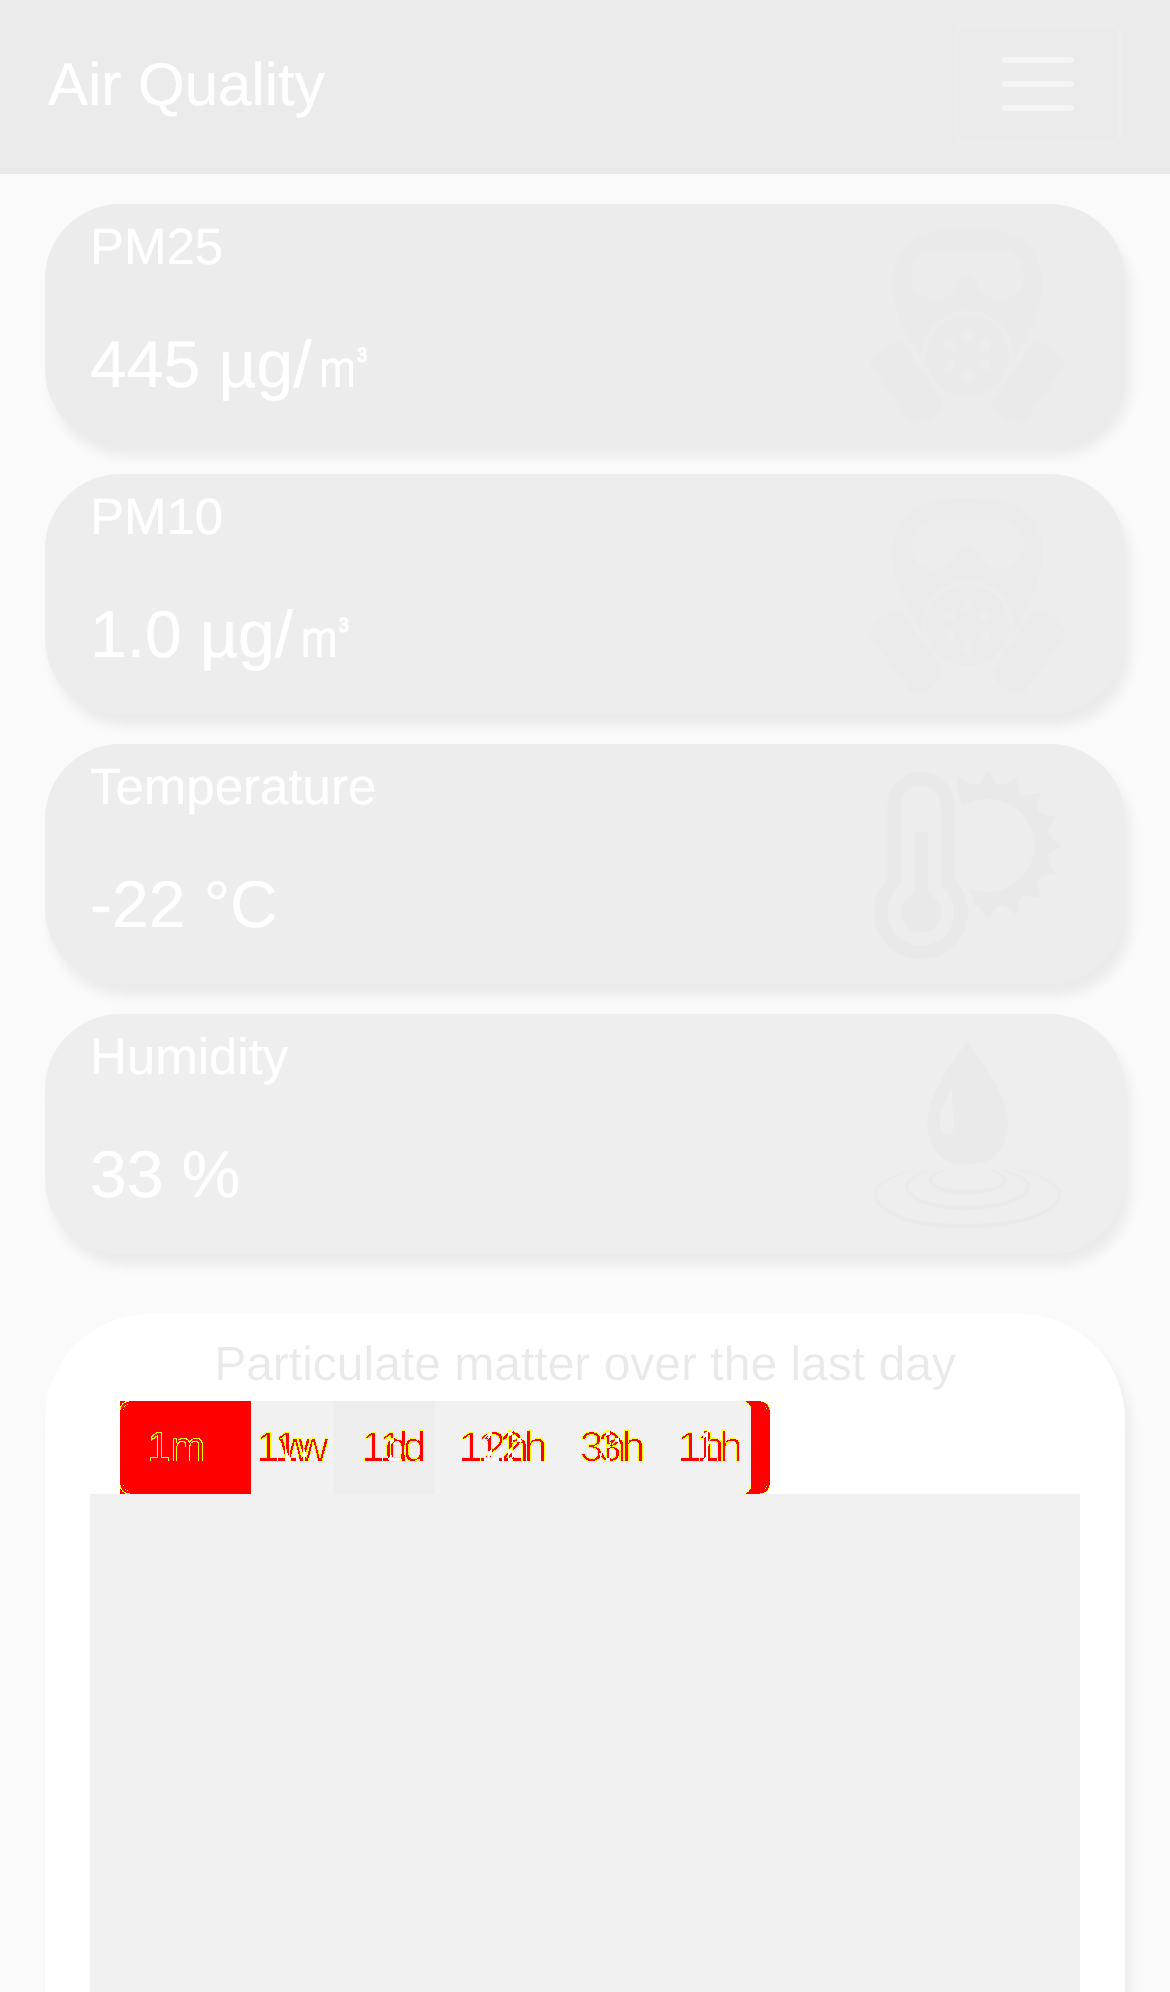 Air Quality
PM25
445 µg/㎥
PM10
1.0 µg/㎥
Temperature
-22 °C
Humidity
33 %
Particulate matter over the last day
1m 1w 1d 12h 3h 1h